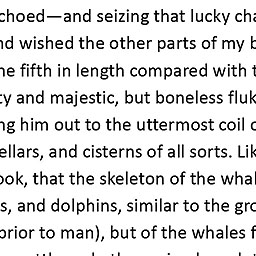 choed—and seizing that lucky cha
nd wished the other parts of my b
ne fifth in length compared with t
ty and majestic, but boneless fluk
ng him out to the uttermost coil o
ellars, and cisterns of all sorts. Lik
ook, that the skeleton of the whal
s, and dolphins, similar to the gro
prior to man), but of the whales f